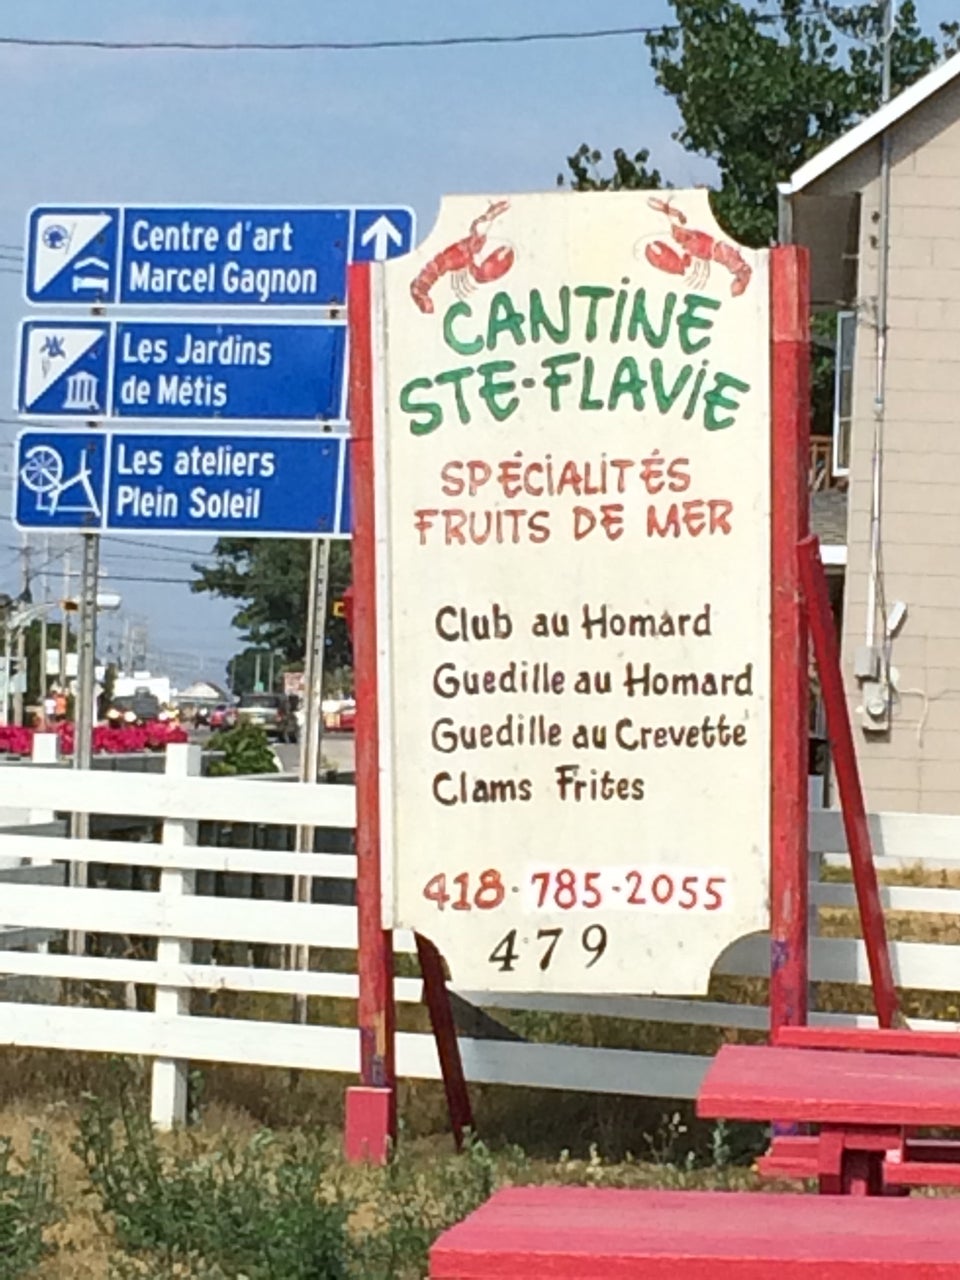 Centre d'art
Marcel Gagnon
Les Jardins
de Métis
Les ateliers
Plein Soleil
CANTINE
STE-FLAVIE
SPÉCIALITÉS
FRUITS DE MER
Club au Homard
Guedille au Homard
Guedille au Crevette
Clams Frites
418-785-2055
479